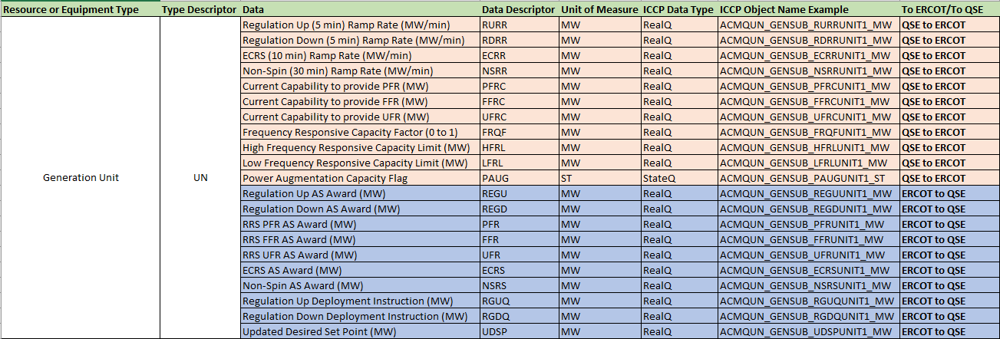 Resource or Equipment Type Type Descriptor Data Data Descriptor Unit of Measure ICCP Data Type ICCP Object Name Example To ERCOT/To QSE
Regulation Up (5 min) Ramp Rate (MW/min) RURR MW RealQ ACMQUN_GENSUB_RURRUNIT1_MW QSE to ERCOT
Regulation Down (5 min) Ramp Rate (MW/min) RDRR MW RealQ ACMQUN_GENSUB_RDRRUNIT1_MW QSE to ERCOT
ECRS (10 min) Ramp Rate (MW/min) ECRR MW RealQ ACMQUN_GENSUB_ECRRUNIT1_MW QSE to ERCOT
Non-Spin (30 min) Ramp Rate (MW/min) NSRR MW RealQ ACMQUN_GENSUB_NSRRUNIT1_MW QSE to ERCOT
Current Capability to provide PFR (MW) PFRC MW RealQ ACMQUN_GENSUB_PFRCUNIT1_MW QSE to ERCOT
Current Capability to provide FFR (MW) FFRC MW RealQ ACMQUN_GENSUB_FFRCUNIT1_MW QSE to ERCOT
Current Capability to provide UFR (MW) UFRC MW RealQ ACMQUN_GENSUB_UFRCUNIT1_MW QSE to ERCOT
Frequency Responsive Capacity Factor (0 to 1) FRQF MW RealQ ACMQUN_GENSUB_FRQFUNIT1_MW QSE to ERCOT
High Frequency Responsive Capacity Limit (MW) HFRL MW RealQ ACMQUN_GENSUB_HFRLUNIT1_MW QSE to ERCOT
Low Frequency Responsive Capacity Limit (MW) LFRL MW RealQ ACMQUN_GENSUB_LFRLUNIT1_MW QSE to ERCOT
Generation Unit UN Power Augmentation Capacity Flag PAUG ST StateQ ACMQUN_GENSUB_PAUGUNIT1_ST QSE to ERCOT
Regulation Up AS Award (MW) REGU MW RealQ ACMQUN_GENSUB_REGUUNIT1_MW ERCOT to QSE
Regulation Down AS Award (MW) REGD MW RealQ ACMQUN_GENSUB_REGDUNIT1_MW ERCOT to QSE
RRS PFR AS Award (MW) PFR MW RealQ ACMQUN_GENSUB_PFRUNIT1_MW ERCOT to QSE
RRS FFR AS Award (MW) FFR MW RealQ ACMQUN_GENSUB_FFRUNIT1_MW ERCOT to QSE
RRS UFR AS Award (MW) UFR MW RealQ ACMQUN_GENSUB_UFRUNIT1_MW ERCOT to QSE
ECRS AS Award (MW) ECRS MW RealQ ACMQUN_GENSUB_ECRSUNIT1_MW ERCOT to QSE
Non-Spin AS Award (MW) NSRS MW RealQ ACMQUN_GENSUB_NSRSUNIT1_MW ERCOT to QSE
Regulation Up Deployment Instruction (MW) RGUQ MW RealQ ACMQUN_GENSUB_RGUQUNIT1_MW ERCOT to QSE
Regulation Down Deployment Instruction (MW) RGDQ MW RealQ ACMQUN_GENSUB_RGDQUNIT1_MW ERCOT to QSE
Updated Desired Set Point (MW) UDSP MW RealQ ACMQUN_GENSUB_UDSPUNIT1_MW ERCOT to QSE